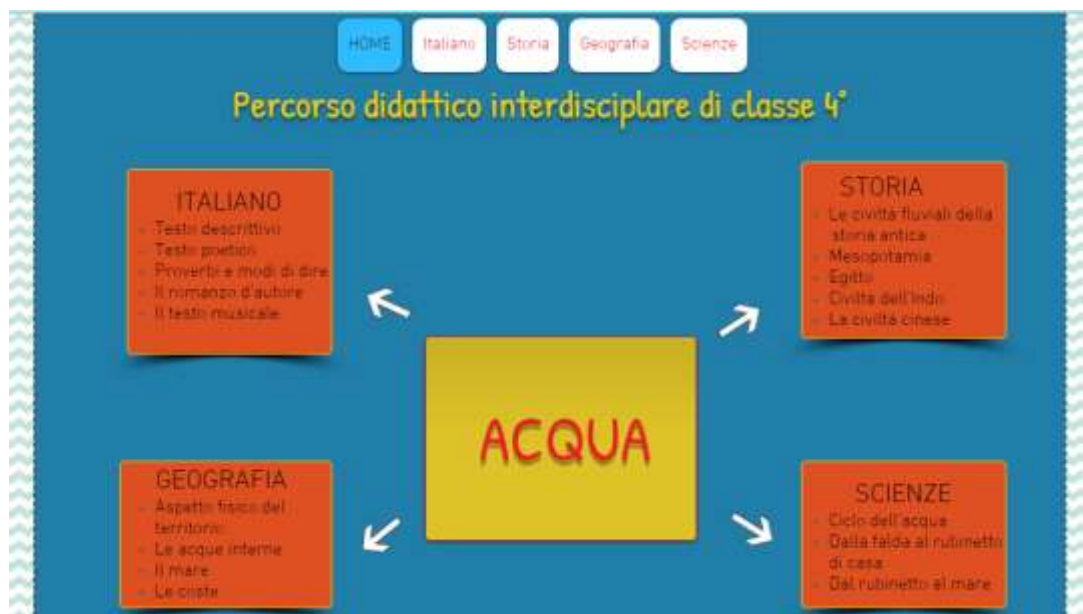 HOME Italiano Storia Geografia Scienze
Percorso didattico interdisciplare di classe 4°
ITALIANO
Testo descrittivo
Testo poetico
Proverbi e modi di dire
Il romanzo d'autore
Il testo musicale
STORIA
Le civiltà fluviali della
storia antica
Mesopotamia
Egitto
Civiltà dell'Indo
La civiltà cinese
ACQUA
GEOGRAFIA
Aspetto fisico del
territorio
Le acque interne
Il mare
Le coste
SCIENZE
Ciclo dell'acqua
Dalla falda al rubinetto
di casa
Dal rubinetto al mare